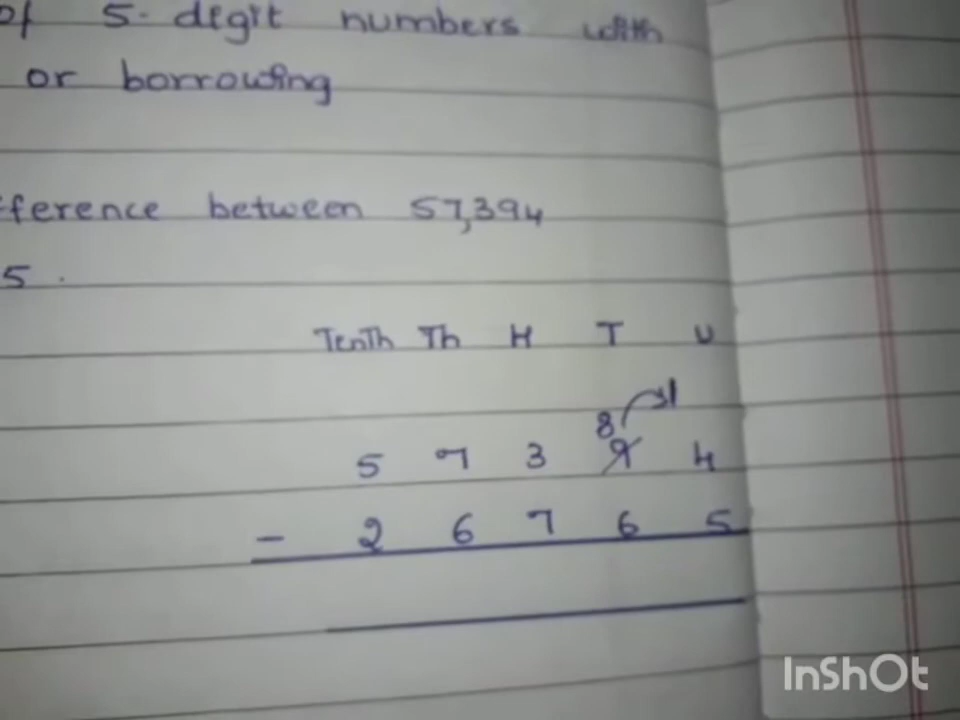 of 5-digit numbers with
or borrowing
fference between 57,394
5.
TenTh Th H T U
8 1
5 7 3 9 4
- 2 6 7 6 5
InShOt